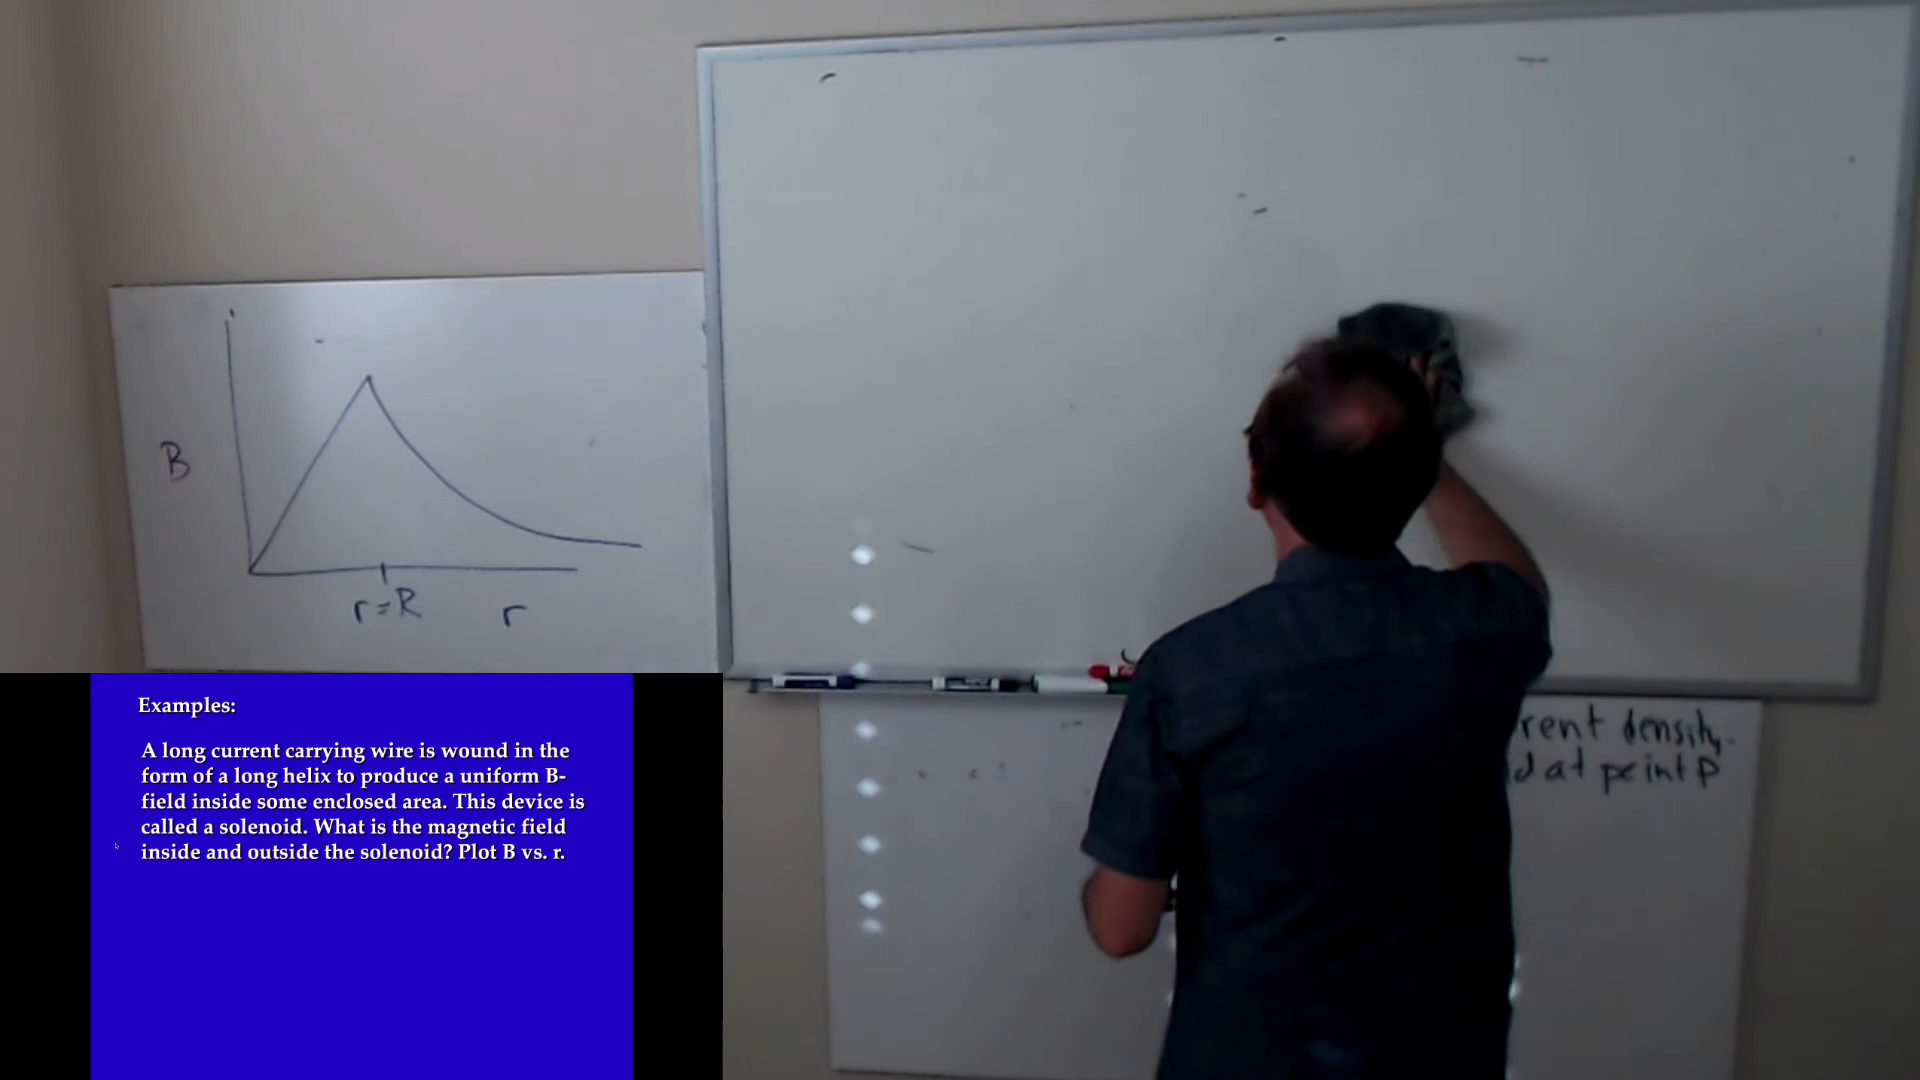 B
r=R r
Examples:
A long current carrying wire is wound in the
form of a long helix to produce a uniform B-
field inside some enclosed area. This device is
called a solenoid. What is the magnetic field
inside and outside the solenoid? Plot B vs. r.
density.
at point P